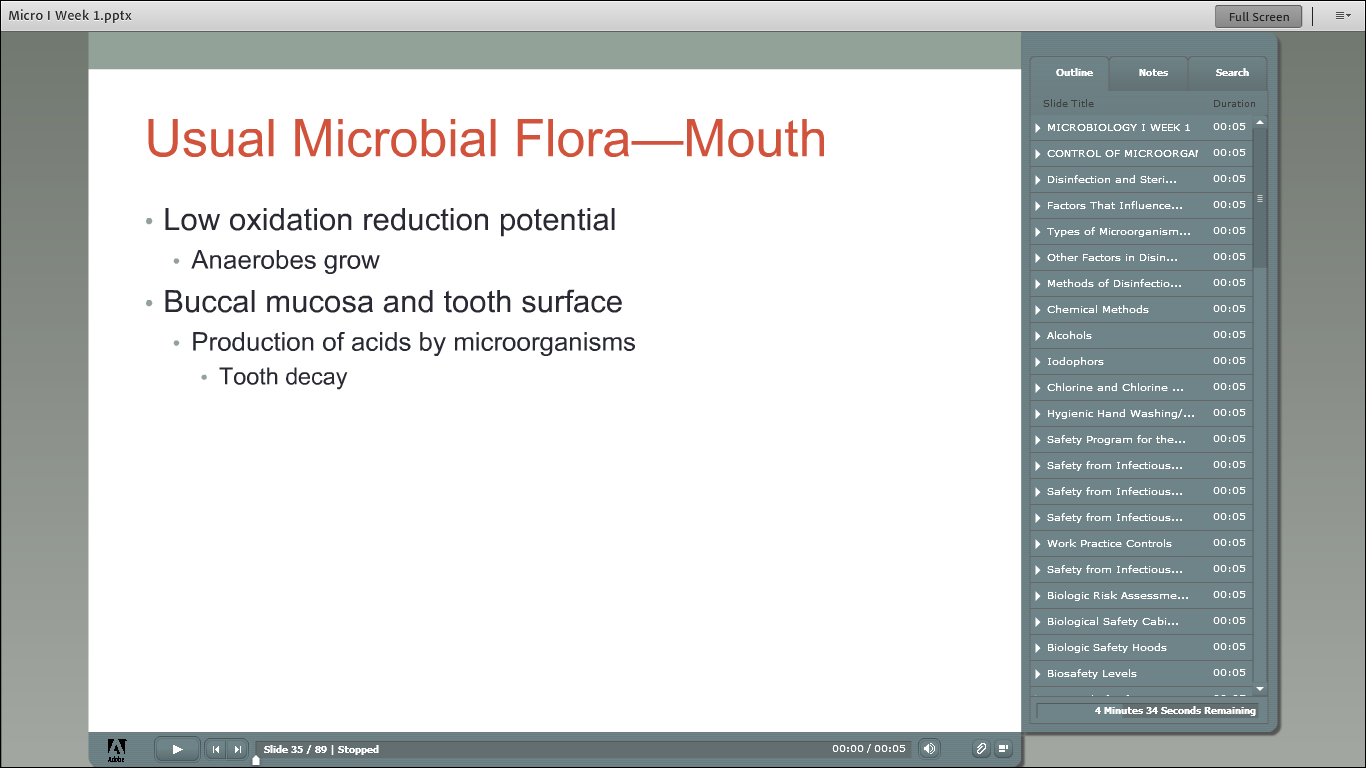 Micro I Week 1.pptx
Full Screen
Usual Microbial Flora—Mouth
• Low oxidation reduction potential
• Anaerobes grow
• Buccal mucosa and tooth surface
• Production of acids by microorganisms
• Tooth decay
Outline Notes Search
Slide Title Duration
MICROBIOLOGY I WEEK 1 00:05
CONTROL OF MICROORGAN 00:05
Disinfection and Steri... 00:05
Factors That Influence... 00:05
Types of Microorganism... 00:05
Other Factors in Disin... 00:05
Methods of Disinfectio... 00:05
Chemical Methods 00:05
Alcohols 00:05
Iodophors 00:05
Chlorine and Chlorine ... 00:05
Hygienic Hand Washing/... 00:05
Safety Program for the... 00:05
Safety from Infectious... 00:05
Safety from Infectious... 00:05
Safety from Infectious... 00:05
Work Practice Controls 00:05
Safety from Infectious... 00:05
Biologic Risk Assessme... 00:05
Biological Safety Cabi... 00:05
Biologic Safety Hoods 00:05
Biosafety Levels 00:05
4 Minutes 34 Seconds Remaining
Adobe
Slide 35 / 89 | Stopped 00:00 / 00:05